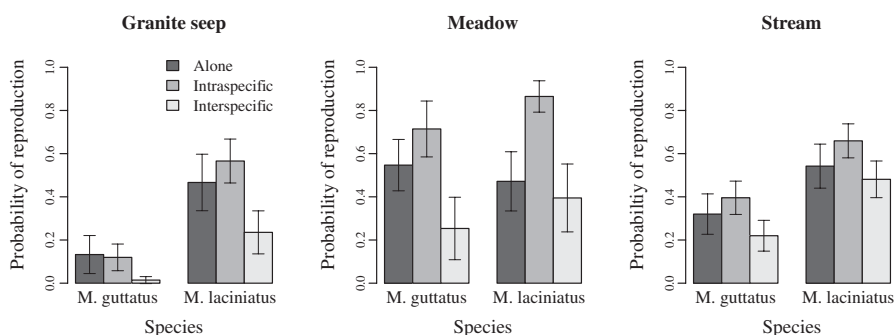 Granite seep
Probability of reproduction
1.0
0.8
0.6
0.4
0.2
0.0
Alone
Intraspecific
Interspecific
M. guttatus
M. laciniatus
Species
Meadow
Probability of reproduction
1.0
0.8
0.6
0.4
0.2
0.0
M. guttatus
M. laciniatus
Species
Stream
Probabiltiy of reproduction
1.0
0.8
0.6
0.4
0.2
0.0
M. guttatus
M. laciniatus
Species